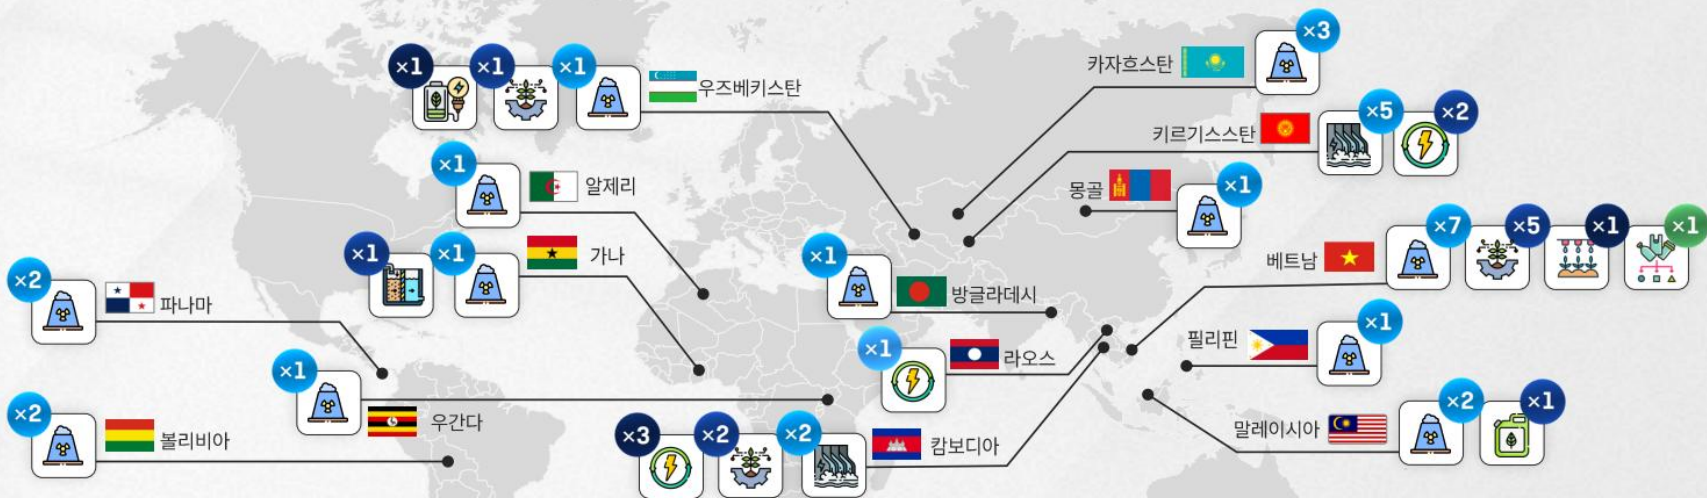 ×1 ×1 ×1 우즈베키스탄
카자흐스탄 ×3
키르기스스탄 ×5 ×2
×1 알제리
몽골 ×1
×1 ×1 가나
베트남 ×7 ×5 ×1 ×1
×2 파나마
×1 방글라데시
×1 라오스
필리핀 ×1
×1 우간다
×2 볼리비아
×3 ×2 ×2 캄보디아
말레이시아 ×2 ×1